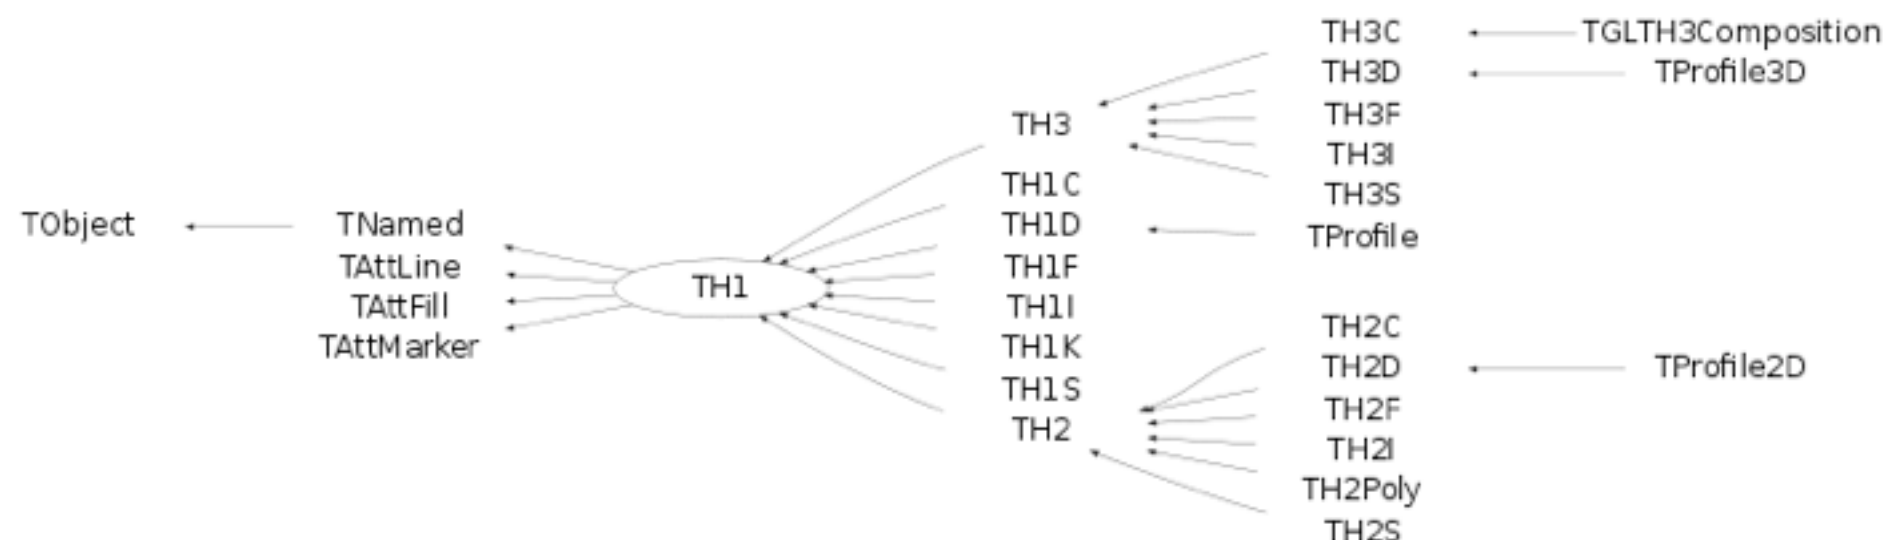 TH3C
TGLTH3Composition
TH3D
TProfile3D
TH3F
TH3
TH3I
TH1C
TH3S
TObject
TNamed
TH1D
TProfile
TAttLine
TH1F
TH1
TAttFill
TH1I
TH2C
TAttMarker
TH1K
TH2D
TProfile2D
TH1S
TH2F
TH2
TH2I
TH2Poly
TH2S